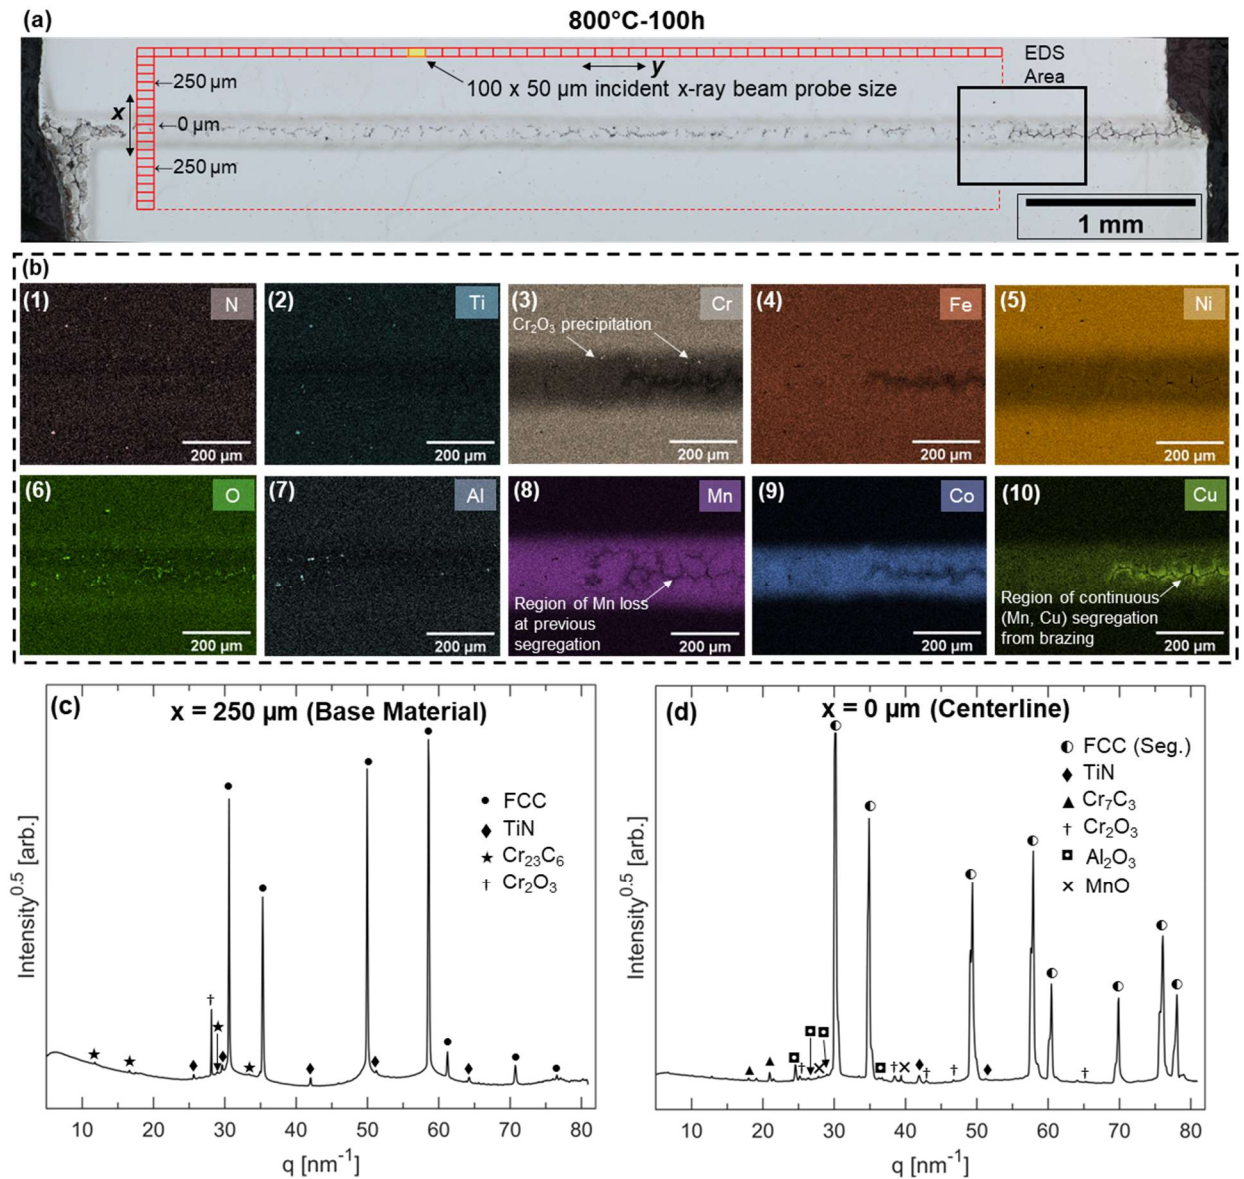 (a)
800°C-100h
250 µm
x
0 µm
250 µm
y
100 x 50 µm incident x-ray beam probe size
EDS
Area
1 mm
(b)
(1)
N
200 µm
(2)
Ti
200 µm
(3)
Cr
Cr₂O₃ precipitation
200 µm
(4)
Fe
200 µm
(5)
Ni
200 µm
(6)
O
200 µm
(7)
Al
200 µm
(8)
Mn
Region of Mn loss
at previous
segregation
200 µm
(9)
Co
200 µm
(10)
Cu
Region of continuous
(Mn, Cu) segregation
from brazing
200 µm
(c)
x = 250 µm (Base Material)
FCC
TiN
Cr₂₃C₆
Cr₂O₃
Intensity⁰·⁵ [arb.]
10 20 30 40 50 60 70 80
q [nm⁻¹]
(d)
x = 0 µm (Centerline)
FCC (Seg.)
TiN
Cr₇C₃
Cr₂O₃
Al₂O₃
MnO
Intensity⁰·⁵ [arb.]
10 20 30 40 50 60 70 80
q [nm⁻¹]